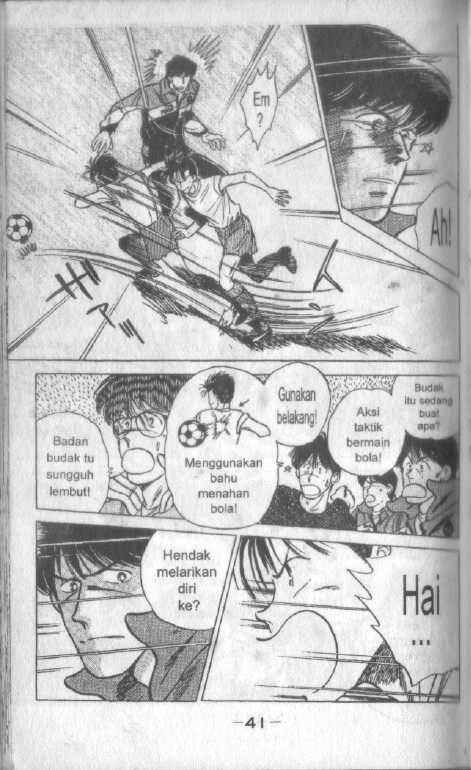 Ah!
Em
?
Budak
itu sedang
buat
apa?
Aksi
taktik
bermain
bola!
Gunakan
belakang!
Menggunakan
bahu
menahan
bola!
Badan
budak tu
sungguh
lembut!
Hai
...
Hendak
melarikan
diri
ke?
-41-